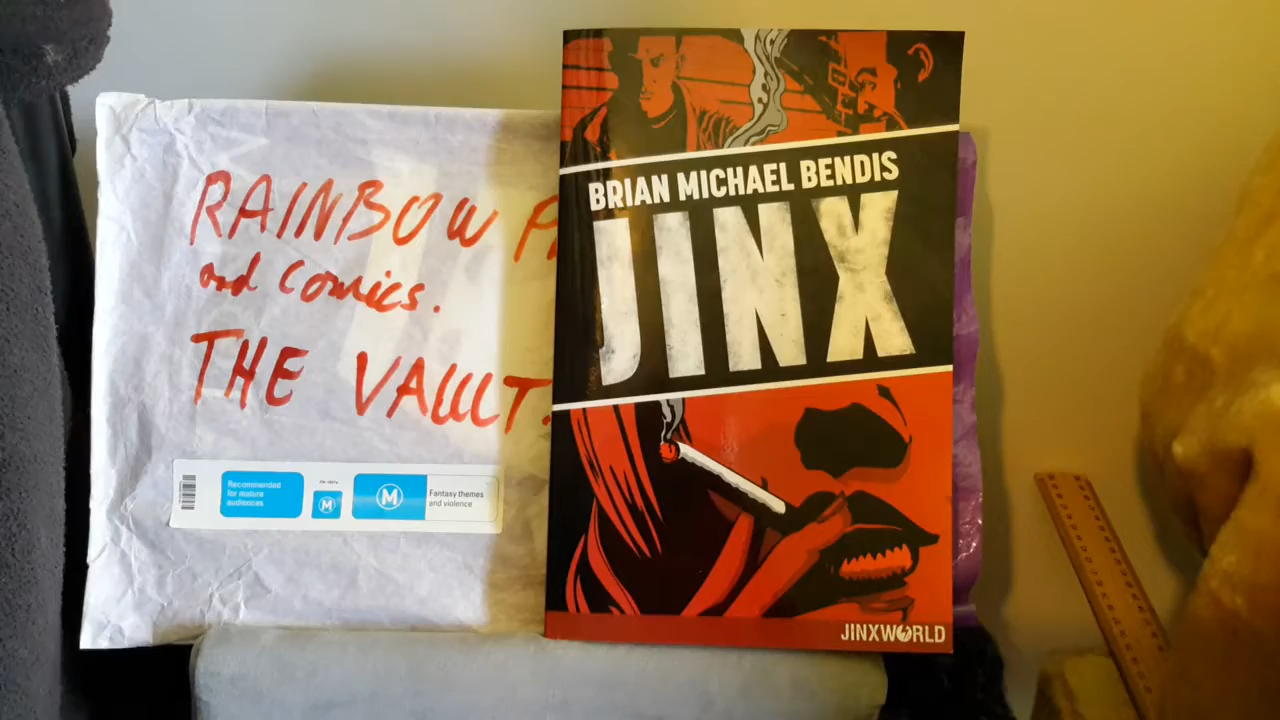 RAINBOW
and Comics.
THE VAULT.
Recommended
for mature
audiences
M
M
Fantasy themes
and violence
BRIAN MICHAEL BENDIS
JINX
JINXWORLD